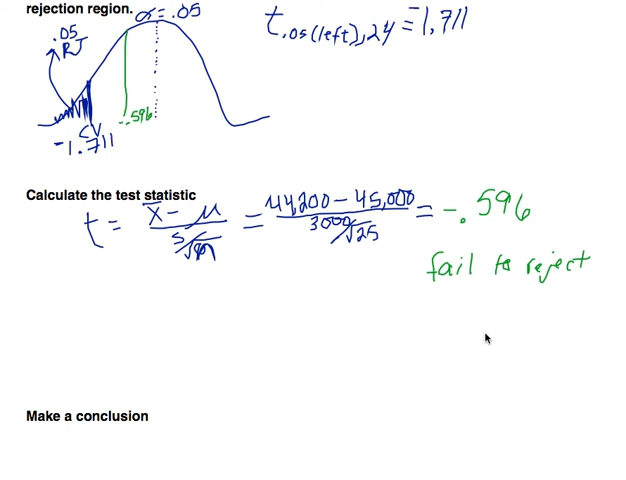 rejection region.
α = .05
.05
RJ
-.596
CV
-1.711
t.05(left), 24 = -1.711
Calculate the test statistic
t = x̄ - μ / s/√n = 44,200 - 45,000 / 3000/√25 = -.596
fail to reject
Make a conclusion